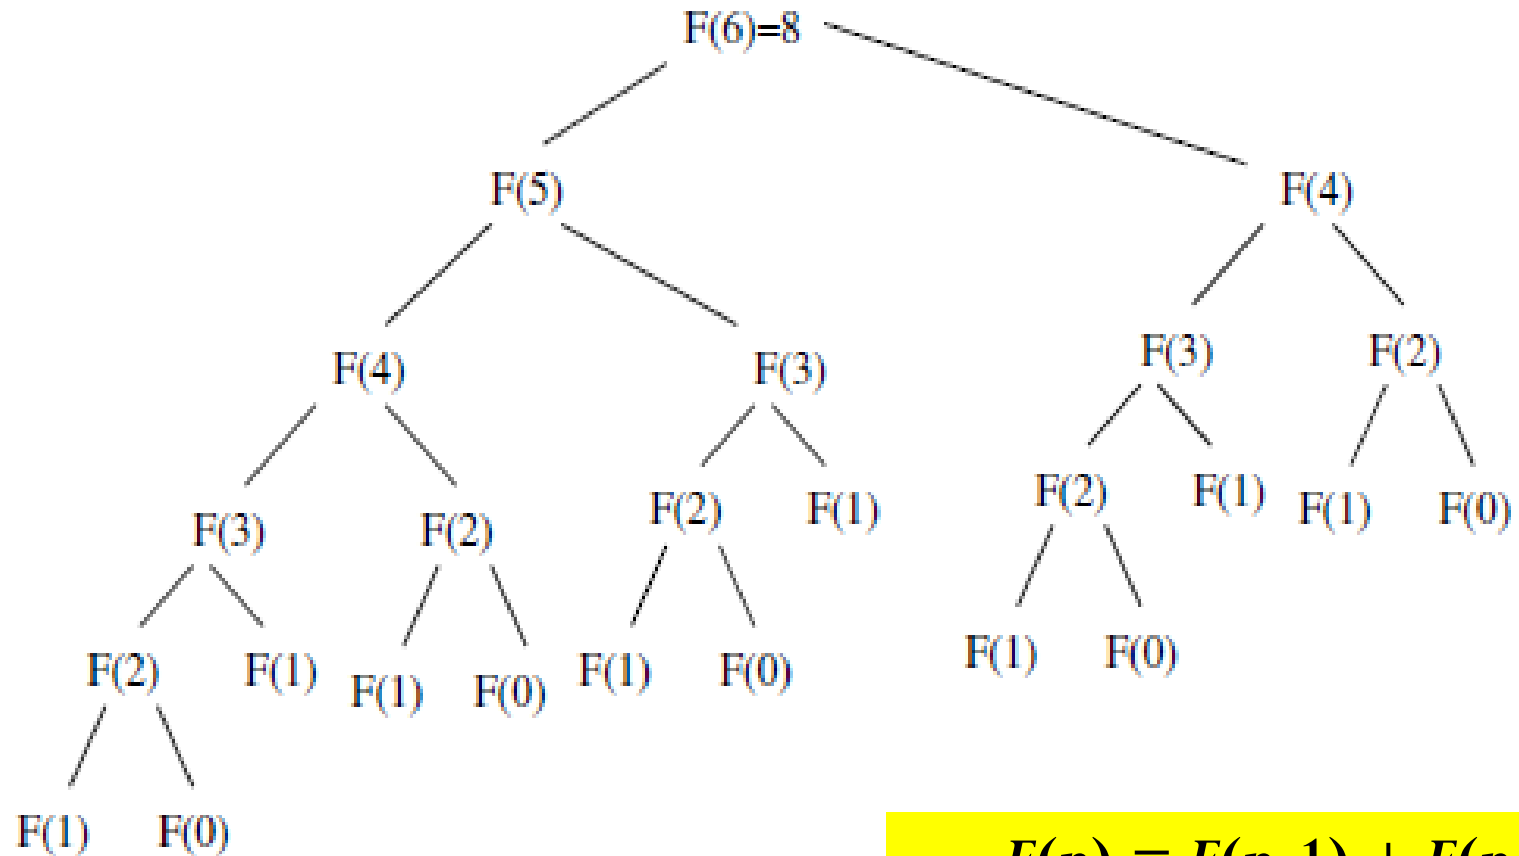 F(6)=8
F(5) F(4)
F(4) F(3) F(3) F(2)
F(2) F(1) F(1) F(0)
F(3) F(2) F(2) F(1)
F(1) F(0)
F(2) F(1) F(1) F(0) F(1) F(0)
F(1) F(0)
F(n) = F(n-1) + F(n